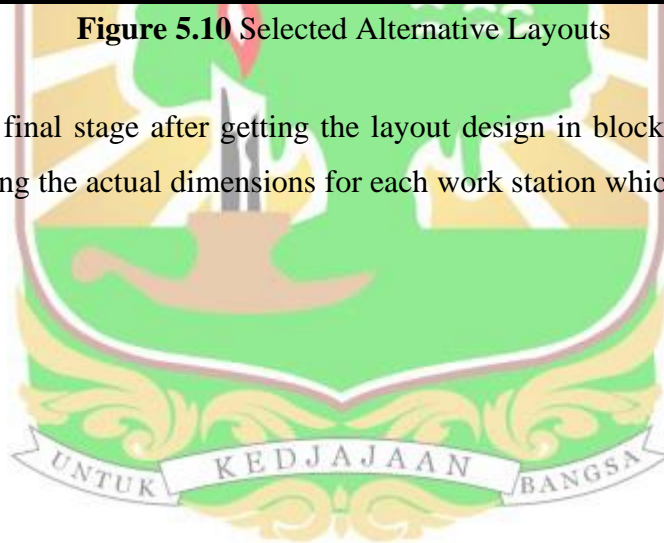 Figure 5.10 Selected Alternative Layouts
final stage after getting the layout design in block
ng the actual dimensions for each work station whic
UNTUK KEDJAJAAN BANGSA